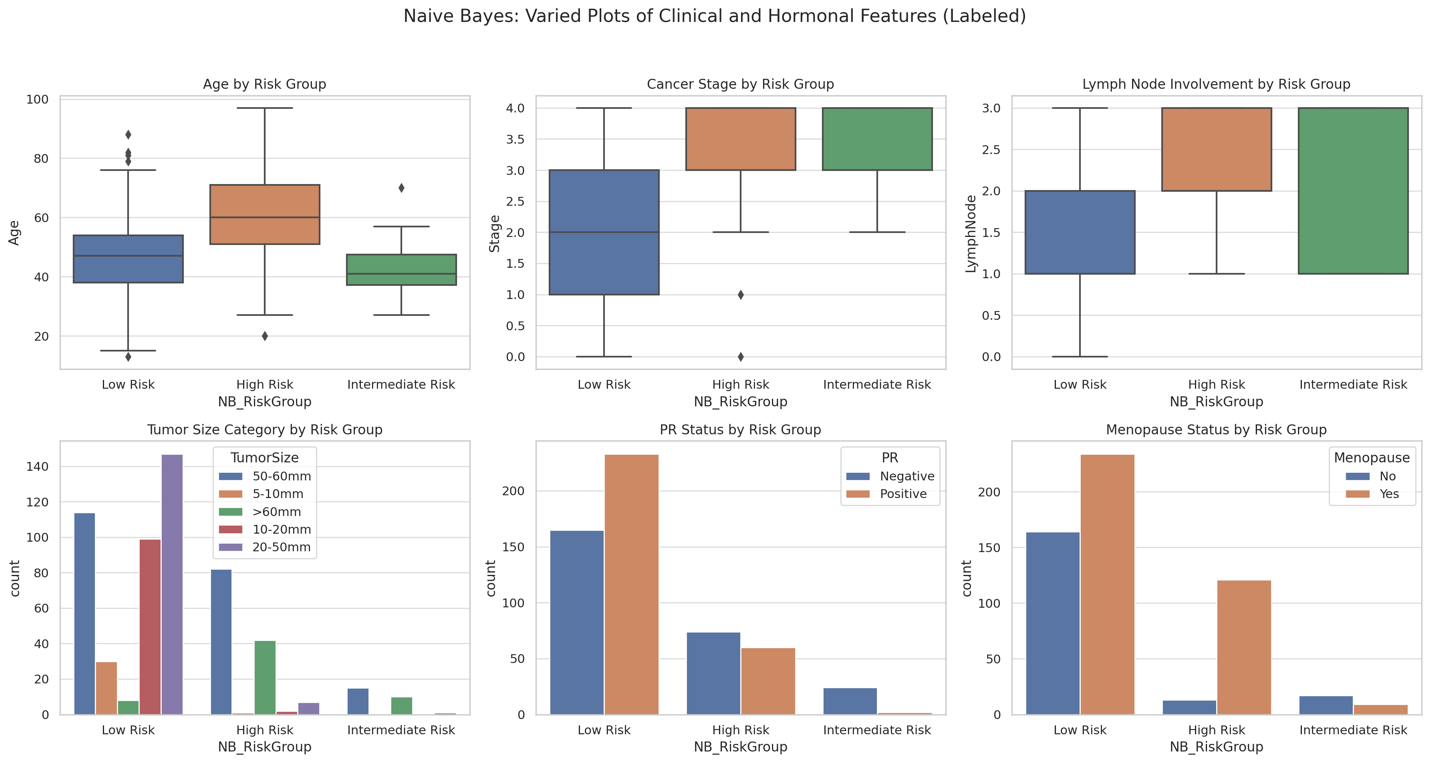 Naive Bayes: Varied Plots of Clinical and Hormonal Features (Labeled)
Age by Risk Group
100
80
60
40
20
Age
Low Risk
High Risk
Intermediate Risk
NB_RiskGroup
Cancer Stage by Risk Group
4.0
3.5
3.0
2.5
2.0
1.5
1.0
0.5
0.0
Stage
Low Risk
High Risk
Intermediate Risk
NB_RiskGroup
Lymph Node Involvement by Risk Group
3.0
2.5
2.0
1.5
1.0
0.5
0.0
LymphNode
Low Risk
High Risk
Intermediate Risk
NB_RiskGroup
Tumor Size Category by Risk Group
140
120
100
80
60
40
20
0
count
TumorSize
50-60mm
5-10mm
>60mm
10-20mm
20-50mm
Low Risk
High Risk
Intermediate Risk
NB_RiskGroup
PR Status by Risk Group
200
150
100
50
0
count
PR
Negative
Positive
Low Risk
High Risk
Intermediate Risk
NB_RiskGroup
Menopause Status by Risk Group
200
150
100
50
0
count
Menopause
No
Yes
Low Risk
High Risk
Intermediate Risk
NB_RiskGroup